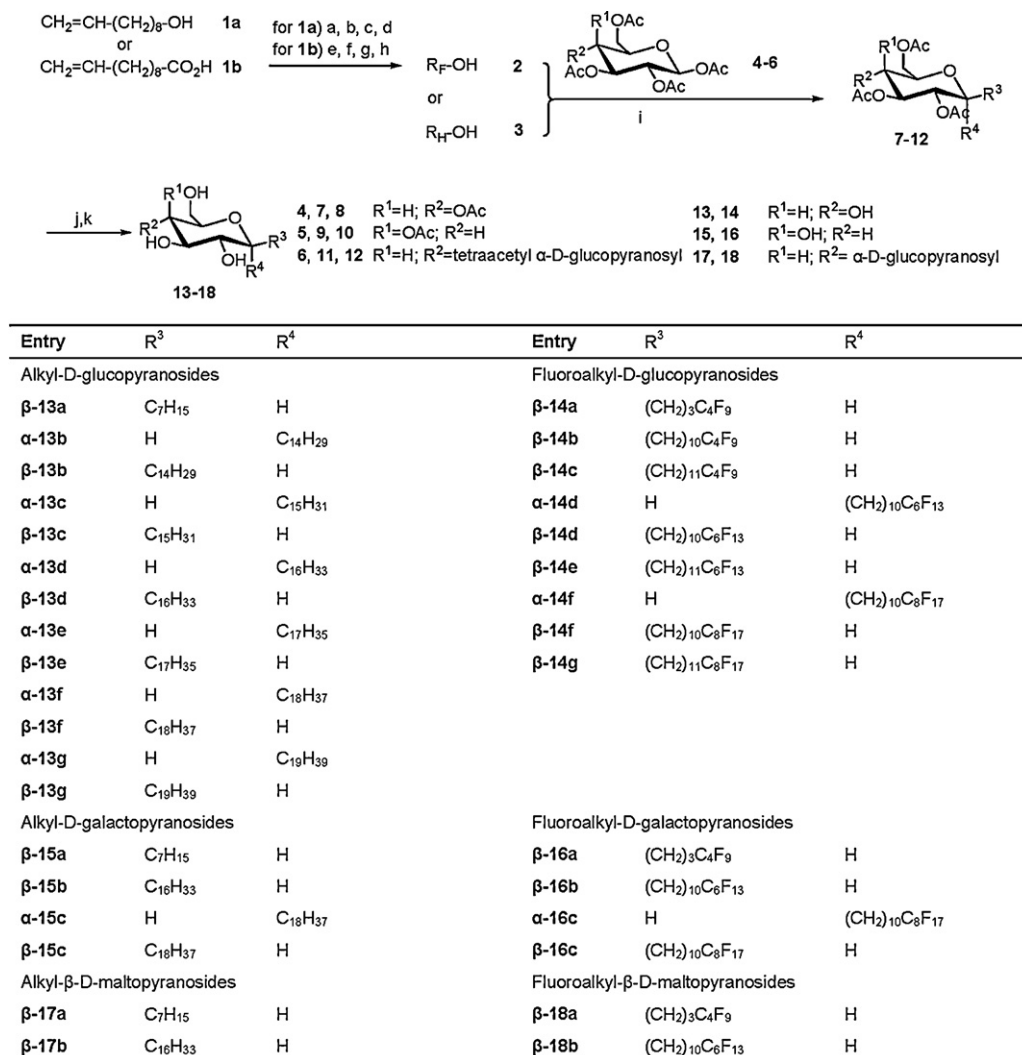 CH₂=CH-(CH₂)₈-OH 1a
or
CH₂=CH-(CH₂)₈-CO₂H 1b
for 1a) a, b, c, d
for 1b) e, f, g, h
R_F-OH 2
or
R_H-OH 3
R¹ OAc
R² O
AcO OAc OAc
4-6
i
R¹ OAc
R² O
AcO OAc R³
R⁴
7-12
j,k
R¹ OH
R² O
HO OH R³
R⁴
13-18
4, 7, 8 R¹=H; R²=OAc 13, 14 R¹=H; R²=OH
5, 9, 10 R¹=OAc; R²=H 15, 16 R¹=OH; R²=H
6, 11, 12 R¹=H; R²=tetraacetyl α-D-glucopyranosyl 17, 18 R¹=H; R²= α-D-glucopyranosyl
Entry R³ R⁴ Entry R³ R⁴
Alkyl-D-glucopyranosides Fluoroalkyl-D-glucopyranosides
β-13a C₇H₁₅ H β-14a (CH₂)₃C₄F₉ H
α-13b H C₁₄H₂₉ β-14b (CH₂)₁₀C₄F₉ H
β-13b C₁₄H₂₉ H β-14c (CH₂)₁₁C₄F₉ H
α-13c H C₁₅H₃₁ α-14d H (CH₂)₁₀C₆F₁₃
β-13c C₁₅H₃₁ H β-14d (CH₂)₁₀C₆F₁₃ H
α-13d H C₁₆H₃₃ β-14e (CH₂)₁₁C₆F₁₃ H
β-13d C₁₆H₃₃ H α-14f H (CH₂)₁₀C₈F₁₇
α-13e H C₁₇H₃₅ β-14f (CH₂)₁₀C₈F₁₇ H
β-13e C₁₇H₃₅ H β-14g (CH₂)₁₁C₈F₁₇ H
α-13f H C₁₈H₃₇
β-13f C₁₈H₃₇ H
α-13g H C₁₉H₃₉
β-13g C₁₉H₃₉ H
Alkyl-D-galactopyranosides Fluoroalkyl-D-galactopyranosides
β-15a C₇H₁₅ H β-16a (CH₂)₃C₄F₉ H
β-15b C₁₆H₃₃ H β-16b (CH₂)₁₀C₆F₁₃ H
α-15c H C₁₈H₃₇ α-16c H (CH₂)₁₀C₈F₁₇
β-15c C₁₈H₃₇ H β-16c (CH₂)₁₀C₈F₁₇ H
Alkyl-β-D-maltopyranosides Fluoroalkyl-β-D-maltopyranosides
β-17a C₇H₁₅ H β-18a (CH₂)₃C₄F₉ H
β-17b C₁₆H₃₃ H β-18b (CH₂)₁₀C₆F₁₃ H